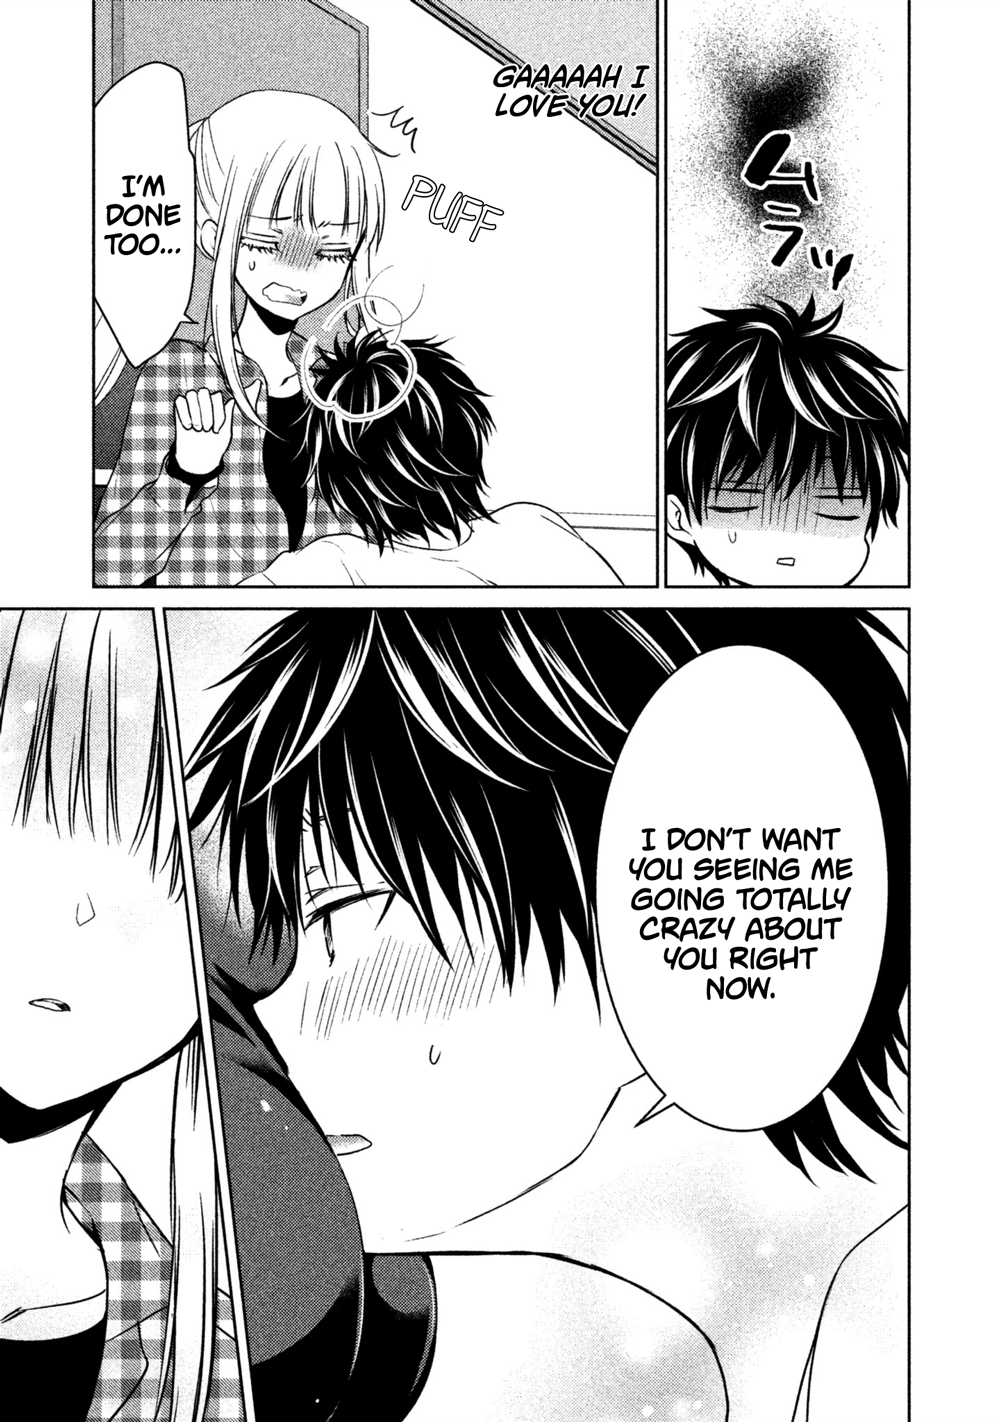 ムラッ
GAAAAAH I
LOVE YOU!
PUFF
I'M
DONE
TOO...
I DON'T WANT
YOU SEEING ME
GOING TOTALLY
CRAZY ABOUT
YOU RIGHT
NOW.